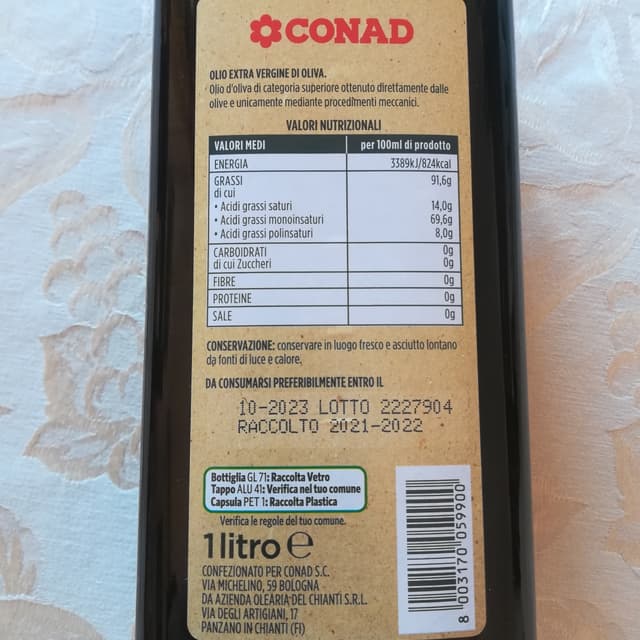 CONAD
OLIO EXTRA VERGINE DI OLIVA.
Olio d'oliva di categoria superiore ottenuto direttamente dalle
olive e unicamente mediante procedimenti meccanici.
VALORI NUTRIZIONALI
VALORI MEDI per 100ml di prodotto
ENERGIA 3389kJ/824kcal
GRASSI 91,6g
di cui
• Acidi grassi saturi 14,0g
• Acidi grassi monoinsaturi 69,6g
• Acidi grassi polinsaturi 8,0g
CARBOIDRATI 0g
di cui Zuccheri 0g
FIBRE 0g
PROTEINE 0g
SALE 0g
CONSERVAZIONE: conservare in luogo fresco e asciutto lontano
da fonti di luce e calore.
DA CONSUMARSI PREFERIBILMENTE ENTRO IL
10-2023 LOTTO 2227904
RACCOLTO 2021-2022
Bottiglia GL 71: Raccolta Vetro
Tappo ALU 41: Verifica nel tuo comune
Capsula PET 1: Raccolta Plastica
Verifica le regole del tuo comune.
1 litro e
CONFEZIONATO PER CONAD S.C.
VIA MICHELINO, 59 BOLOGNA
DA AZIENDA OLEARIA DEL CHIANTI S.R.L.
VIA DEGLI ARTIGIANI, 17
PANZANO IN CHIANTI (FI)
8 003170 059900